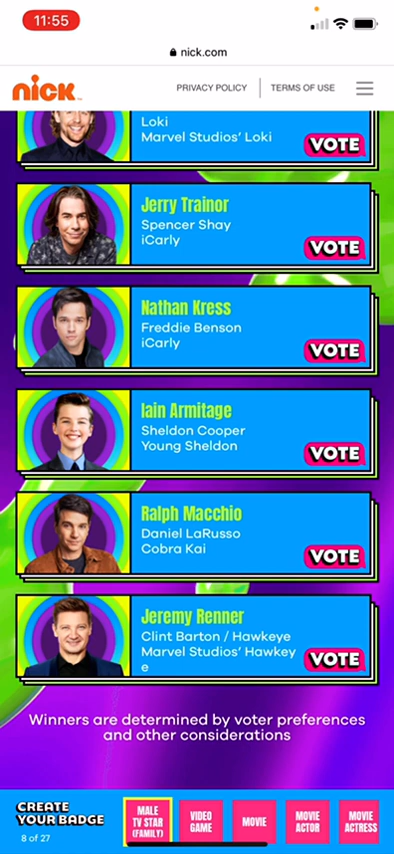 11:55
nick.com
nick
PRIVACY POLICY
TERMS OF USE
Loki
Marvel Studios' Loki
VOTE
Jerry Trainor
Spencer Shay
iCarly
VOTE
Nathan Kress
Freddie Benson
iCarly
VOTE
Iain Armitage
Sheldon Cooper
Young Sheldon
VOTE
Ralph Macchio
Daniel LaRusso
Cobra Kai
VOTE
Jeremy Renner
Clint Barton / Hawkeye
Marvel Studios' Hawkey
e
VOTE
Winners are determined by voter preferences
and other considerations
CREATE
YOUR BADGE
8 of 27
MALE
TV STAR
(FAMILY)
VIDEO
GAME
MOVIE
MOVIE
ACTOR
MOVIE
ACTRESS